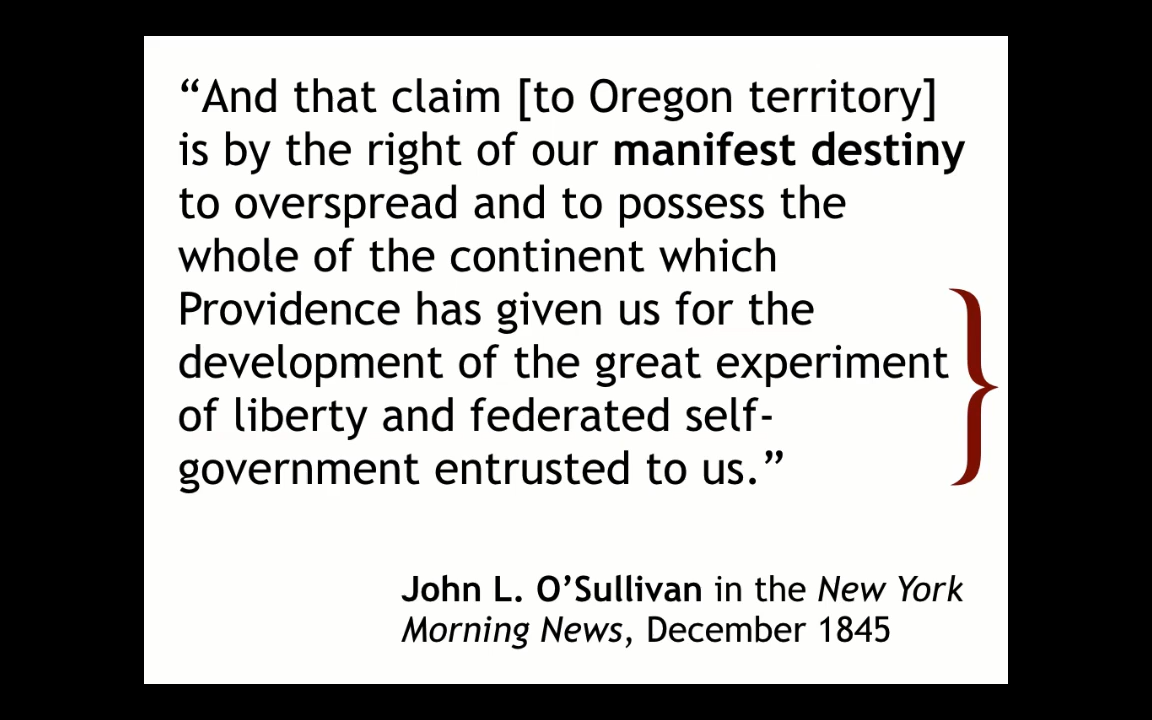 “And that claim [to Oregon territory]
is by the right of our manifest destiny
to overspread and to possess the
whole of the continent which
Providence has given us for the
development of the great experiment
of liberty and federated self-
government entrusted to us.”
John L. O’Sullivan in the New York
Morning News, December 1845